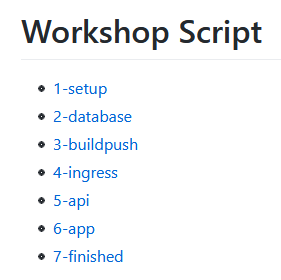 Workshop Script
1-setup
2-database
3-buildpush
4-ingress
5-api
6-app
7-finished